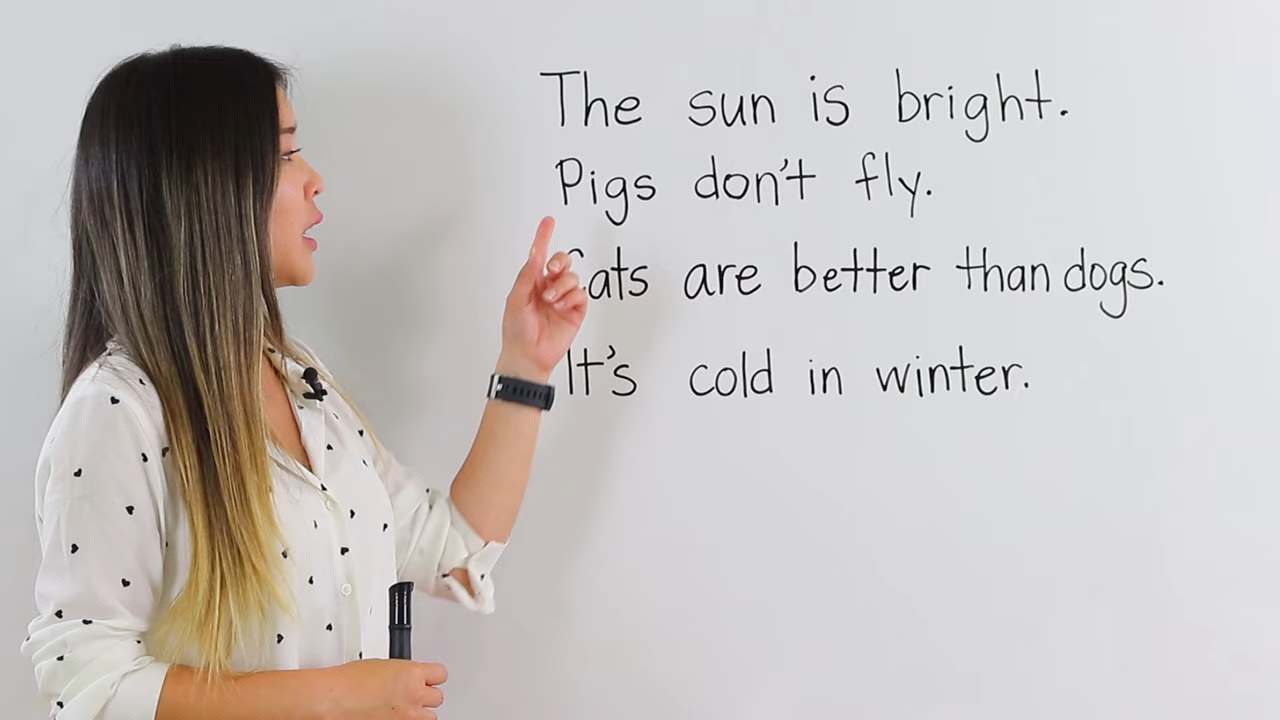 The sun is bright.
Pigs don't fly.
Cats are better than dogs.
It's cold in winter.